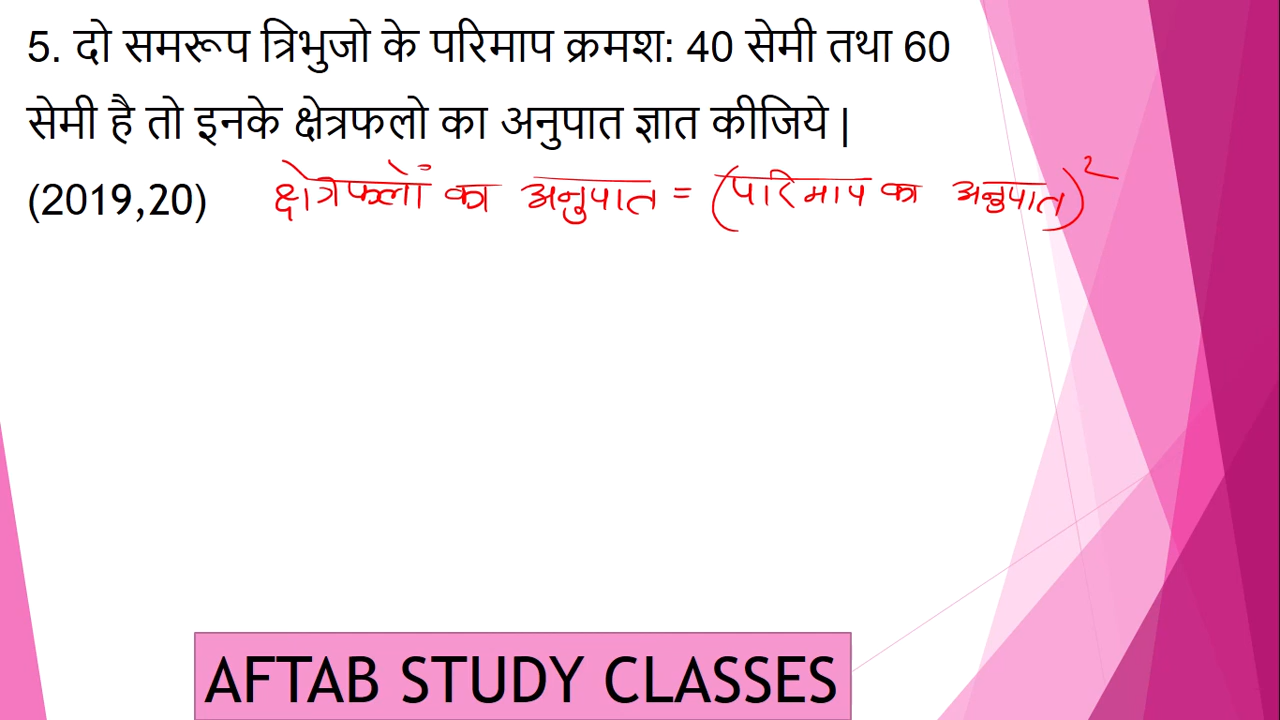 5. दो समरूप त्रिभुजो के परिमाप क्रमश: 40 सेमी तथा 60
सेमी है तो इनके क्षेत्रफलो का अनुपात ज्ञात कीजिये |
(2019,20) क्षेत्रफलों का अनुपात = (परिमाप का अनुपात)²
AFTAB STUDY CLASSES